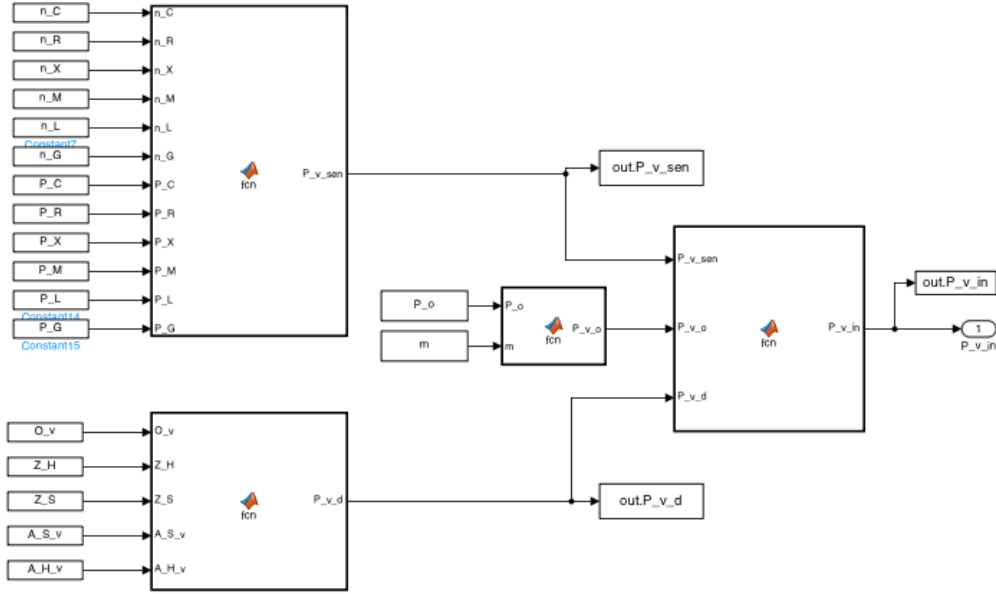 n_C n_C
n_R n_R
n_X n_X
n_M n_M
n_L n_L
Constant7
n_G n_G
P_C P_C
P_R P_R
P_X P_X
P_M P_M
P_L P_L
Constant14
P_G P_G
Constant15
fcn
P_v_sen
out.P_v_sen
P_o P_o
m m
fcn
P_v_o
P_v_sen
P_v_o
P_v_d
fcn
P_v_in
out.P_v_in
1
P_v_in
O_v O_v
Z_H Z_H
Z_S Z_S
A_S_v A_S_v
A_H_v A_H_v
fcn
P_v_d
out.P_v_d